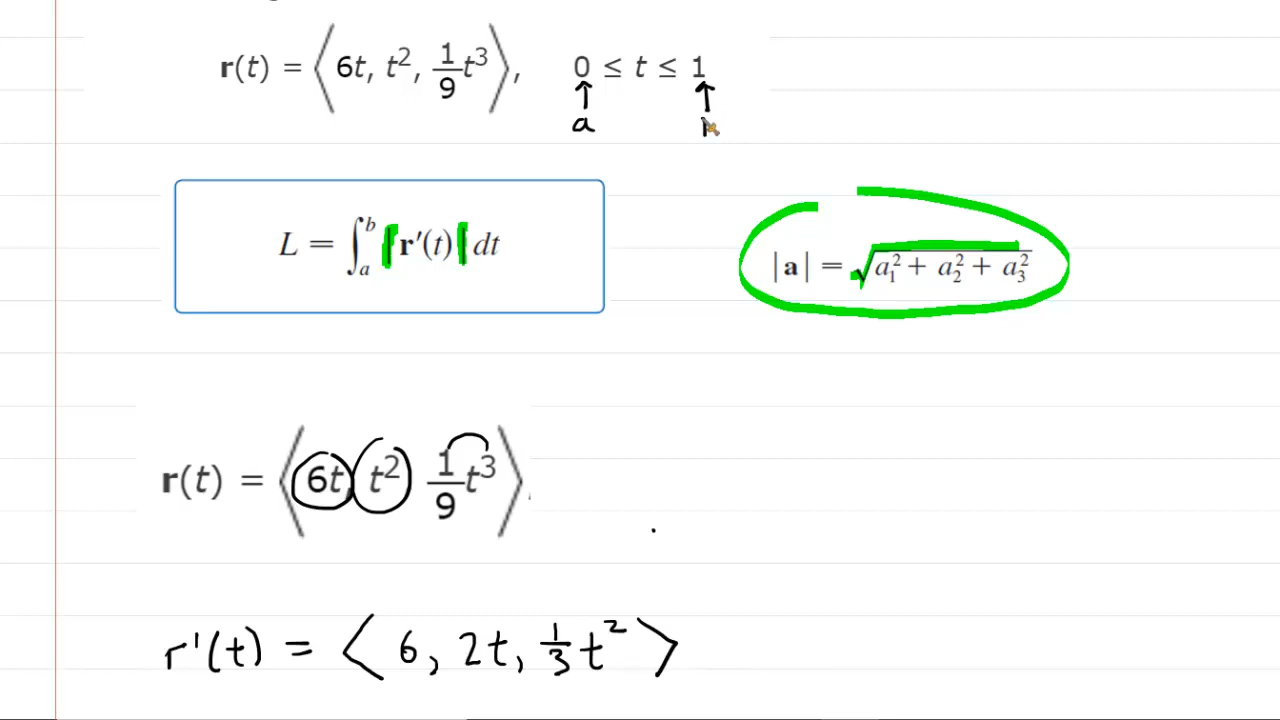 r(t) = ⟨6t, t², 1/9 t³⟩, 0 ≤ t ≤ 1
a
L = ∫ₐᵇ |r′(t)| dt
|a| = √(a₁² + a₂² + a₃²)
r(t) = ⟨6t, t² 1/9 t³⟩,
r'(t) = ⟨6, 2t, 1/3 t²⟩